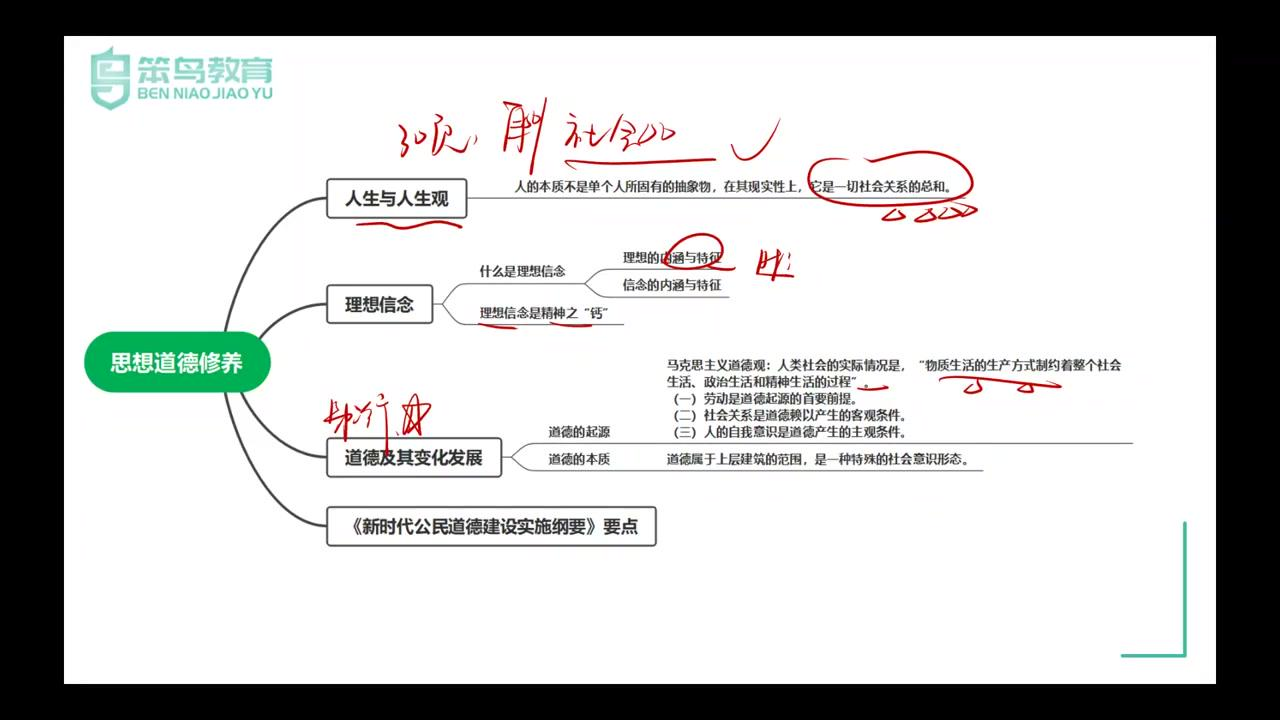 笨鸟教育
BEN NIAO JIAO YU
30页,
社会
人生与人生观
人的本质不是单个人所固有的抽象物，在其现实性上，它是一切社会关系的总和。
理想信念
什么是理想信念
理想的内涵与特征
信念的内涵与特征
理想信念是精神之“钙”
思想道德修养
道德及其变化发展
道德的起源
马克思主义道德观：人类社会的实际情况是，“物质生活的生产方式制约着整个社会
生活、政治生活和精神生活的过程”。
（一）劳动是道德起源的首要前提。
（二）社会关系是道德赖以产生的客观条件。
（三）人的自我意识是道德产生的主观条件。
道德的本质
道德属于上层建筑的范围，是一种特殊的社会意识形态。
《新时代公民道德建设实施纲要》要点